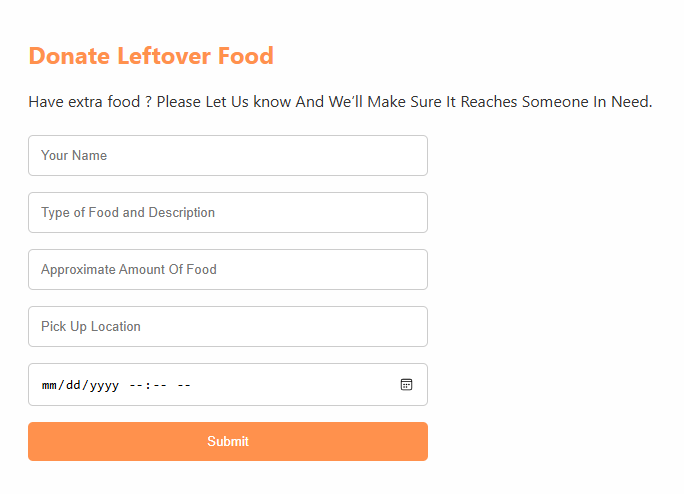 Donate Leftover Food
Have extra food ? Please Let Us know And We'll Make Sure It Reaches Someone In Need.
Your Name
Type of Food and Description
Approximate Amount Of Food
Pick Up Location
mm/dd/yyyy --:-- --
Submit